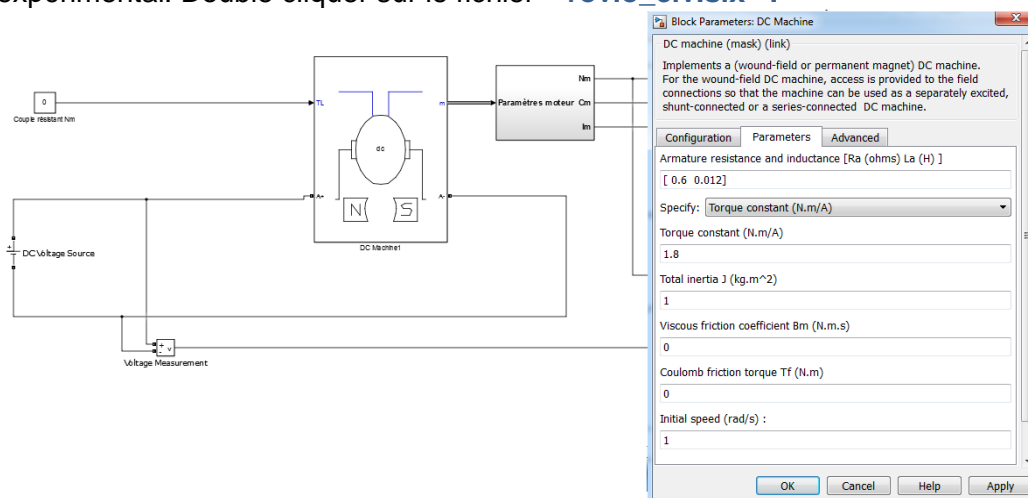 expérimental. Double cliquer sur le fichier
Couple résistant Nm
0
TL
m
dc
A+
A-
N
S
DC Machine1
Paramètres moteur
Nm
Cm
Im
DC Voltage Source
+
+
-
v
Voltage Measurement
Block Parameters: DC Machine
DC machine (mask) (link)
Implements a (wound-field or permanent magnet) DC machine.
For the wound-field DC machine, access is provided to the field
connections so that the machine can be used as a separately excited,
shunt-connected or a series-connected DC machine.
Configuration
Parameters
Advanced
Armature resistance and inductance [Ra (ohms) La (H) ]
[ 0.6 0.012]
Specify: Torque constant (N.m/A)
Torque constant (N.m/A)
1.8
Total inertia J (kg.m^2)
1
Viscous friction coefficient Bm (N.m.s)
0
Coulomb friction torque Tf (N.m)
0
Initial speed (rad/s) :
1
OK
Cancel
Help
Apply